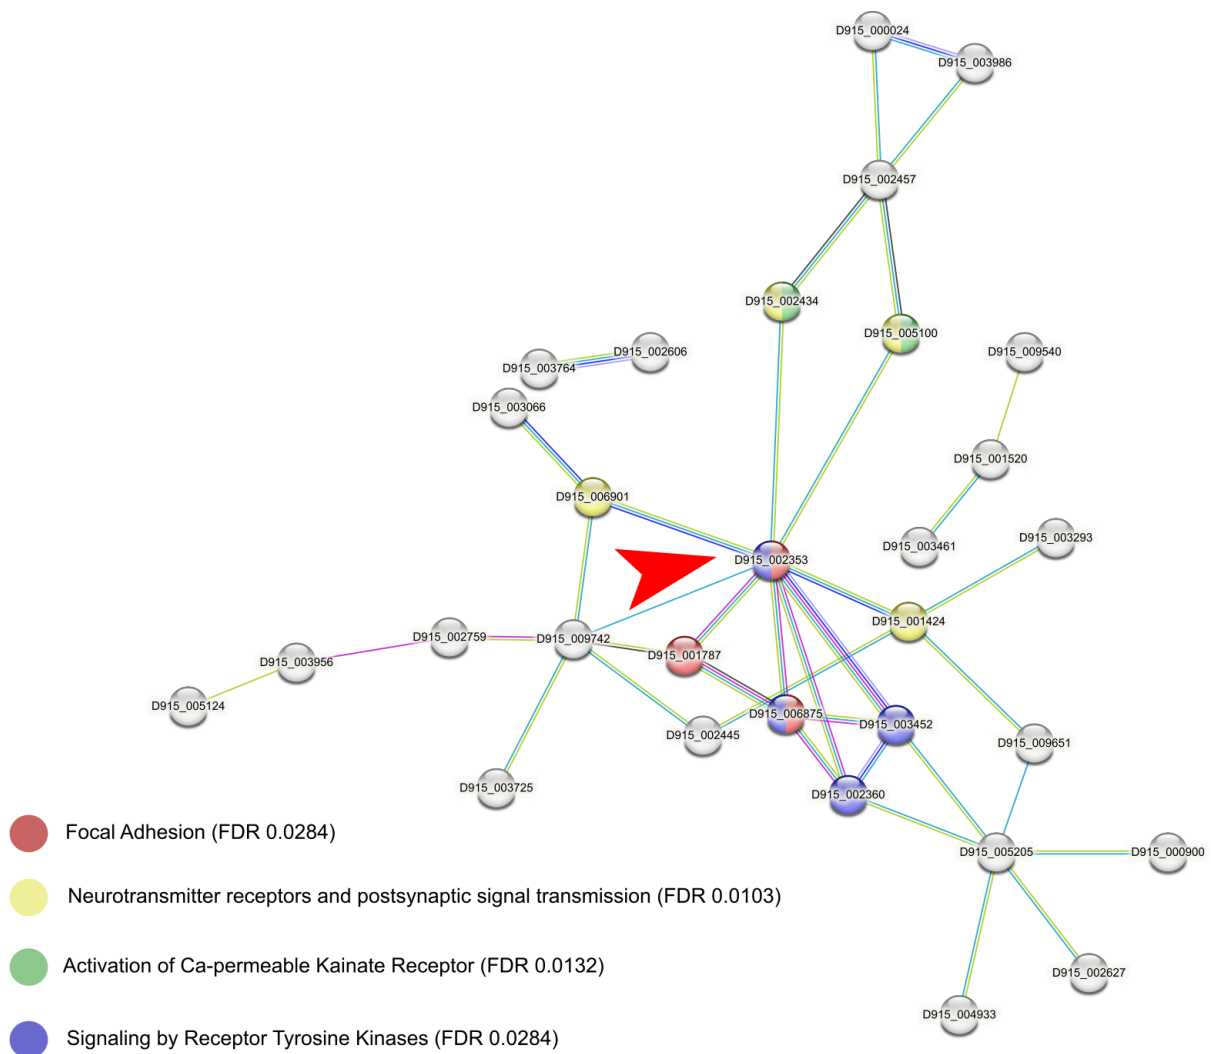 D915_000024
D915_003986
D915_002457
D915_002434
D915_005100
D915_002606
D915_009540
D915_003764
D915_003066
D915_001520
D915_006901
D915_003293
D915_003461
D915_002353
D915_001424
D915_002759
D915_009742
D915_001787
D915_003956
D915_005124
D915_006875
D915_003452
D915_002445
D915_009651
D915_003725
D915_002360
Focal Adhesion (FDR 0.0284)
D915_005205
D915_000900
Neurotransmitter receptors and postsynaptic signal transmission (FDR 0.0103)
Activation of Ca-permeable Kainate Receptor (FDR 0.0132)
D915_002627
D915_004933
Signaling by Receptor Tyrosine Kinases (FDR 0.0284)